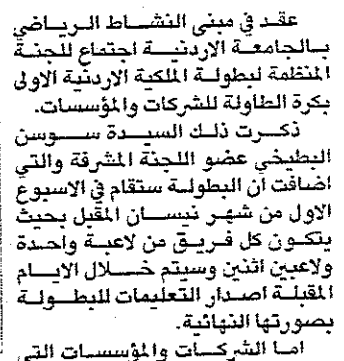 عقد في مبنى النشاط الرياضي
بالجامعة الاردنية اجتماع للجنة
المنظمة لبطولة الملكية الاردنية الاولى
بكرة الطاولة للشركات والمؤسسات.
ذكرت ذلك السيدة سوسن
البطيخي عضو اللجنة المشرفة والتي
اضافت ان البطولة ستقام في الاسبوع
الاول من شهر نيسان المقبل بحيث
يتكون كل فريق من لاعبة واحدة
ولاعبين اثنين وسيتم خلال الايام
المقبلة اصدار التعليمات للبطولة
بصورتها النهائية.
اما الشركات والمؤسسات التي